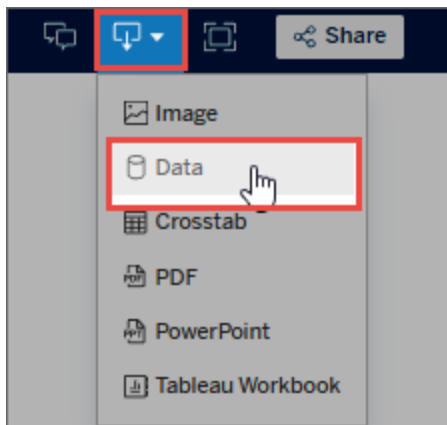 Share
Image
Data
Crosstab
PDF
PowerPoint
Tableau Workbook